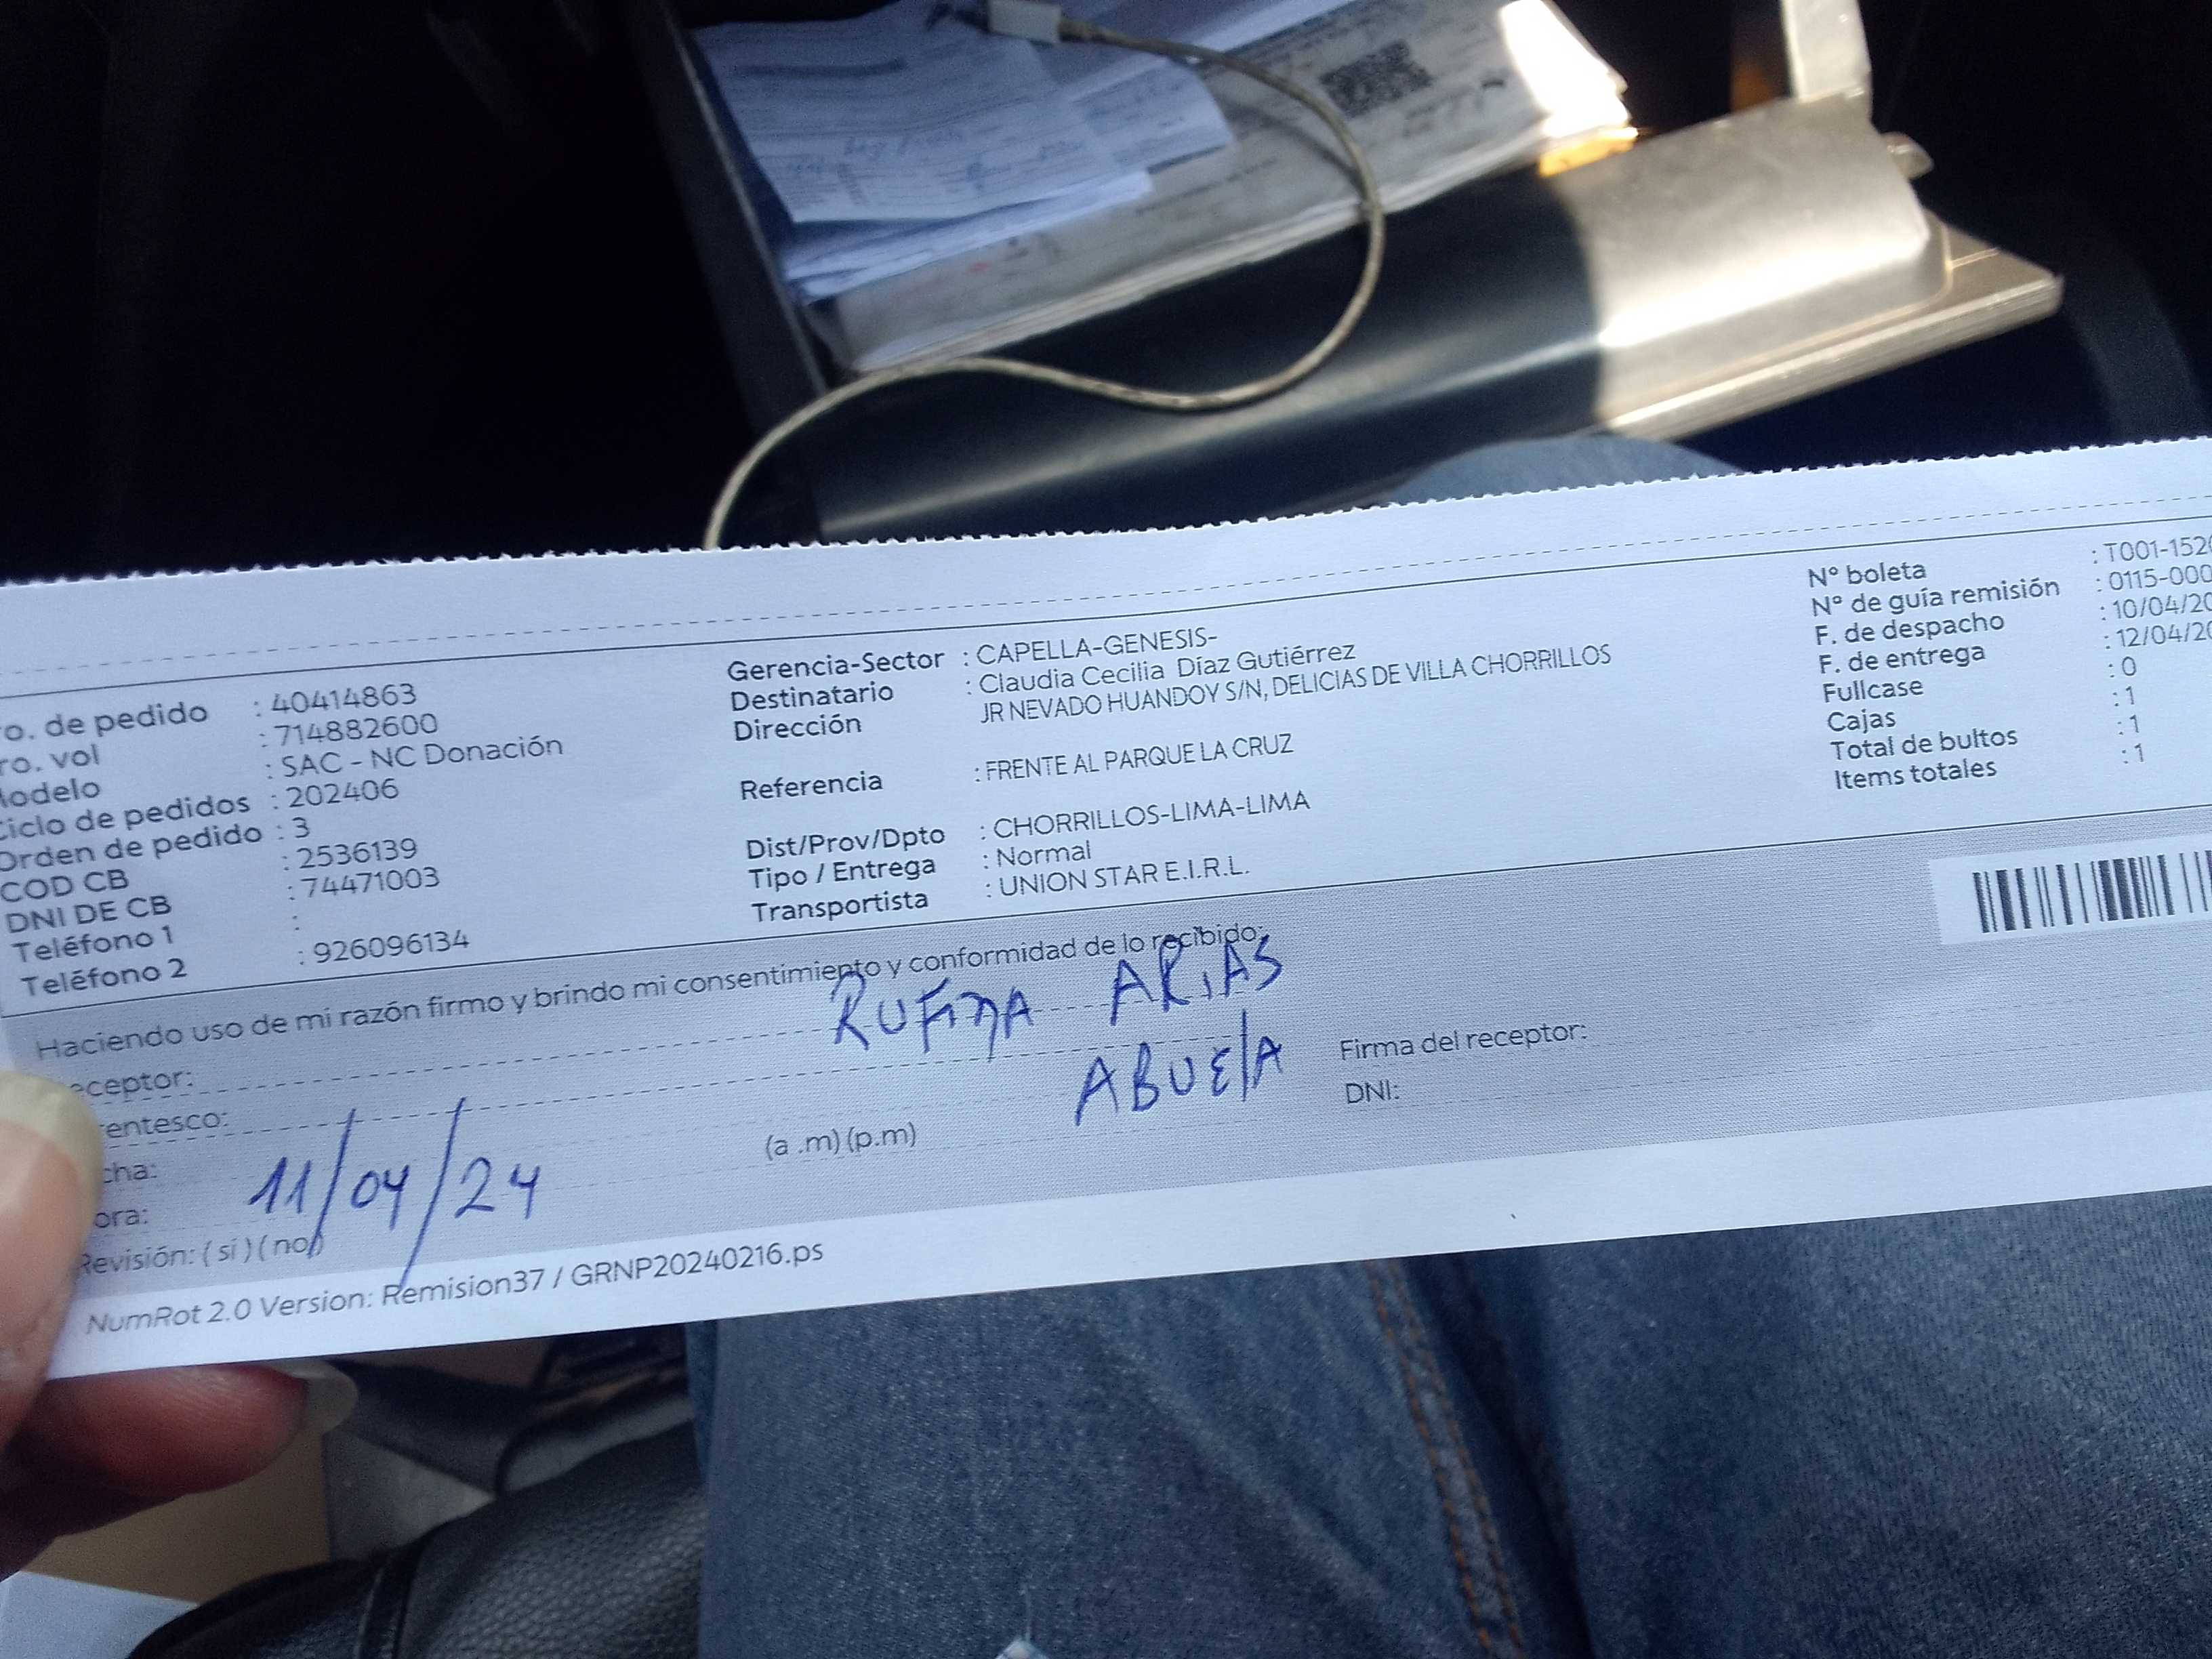 ro. de pedido : 40414863
ro. vol : 714882600
Modelo : SAC - NC Donación
Ciclo de pedidos : 202406
Orden de pedido : 3
COD CB : 2536139
DNI DE CB : 74471003
Teléfono 1 :
Teléfono 2 : 926096134
Gerencia-Sector : CAPELLA-GENESIS-
Destinatario : Claudia Cecilia Díaz Gutiérrez
Dirección JR NEVADO HUANDOY S/N, DELICIAS DE VILLA CHORRILLOS
Referencia : FRENTE AL PARQUE LA CRUZ
Dist/Prov/Dpto : CHORRILLOS-LIMA-LIMA
Tipo / Entrega : Normal
Transportista : UNION STAR E.I.R.L.
N° boleta : T001-152
N° de guía remisión : 0115-000
F. de despacho : 10/04/20
F. de entrega : 12/04/20
Fullcase : 0
Cajas : 1
Total de bultos : 1
Items totales : 1
Haciendo uso de mi razón firmo y brindo mi consentimiento y conformidad de lo recibido:
eceptor: RUFINA ARIAS
entesco: ABUELA
cha: 11/04/24
ora: (a .m) (p.m)
Revisión: ( si ) ( no )
Firma del receptor:
DNI:
NumRot 2.0 Version: Remision37 / GRNP20240216.ps